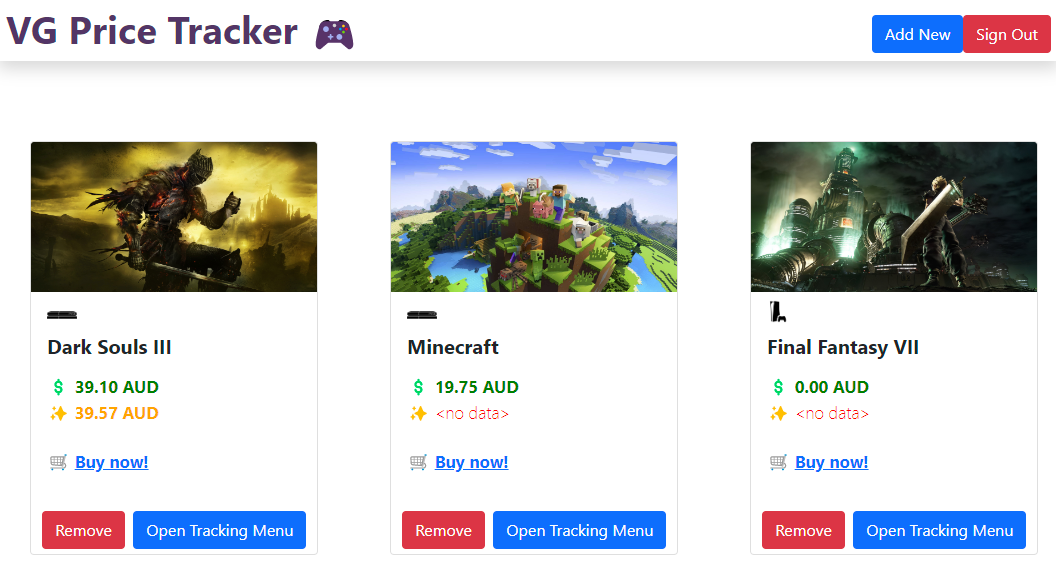 VG Price Tracker
Add New
Sign Out
Dark Souls III
39.10 AUD
39.57 AUD
Buy now!
Remove
Open Tracking Menu
Minecraft
19.75 AUD
<no data>
Buy now!
Remove
Open Tracking Menu
Final Fantasy VII
0.00 AUD
<no data>
Buy now!
Remove
Open Tracking Menu